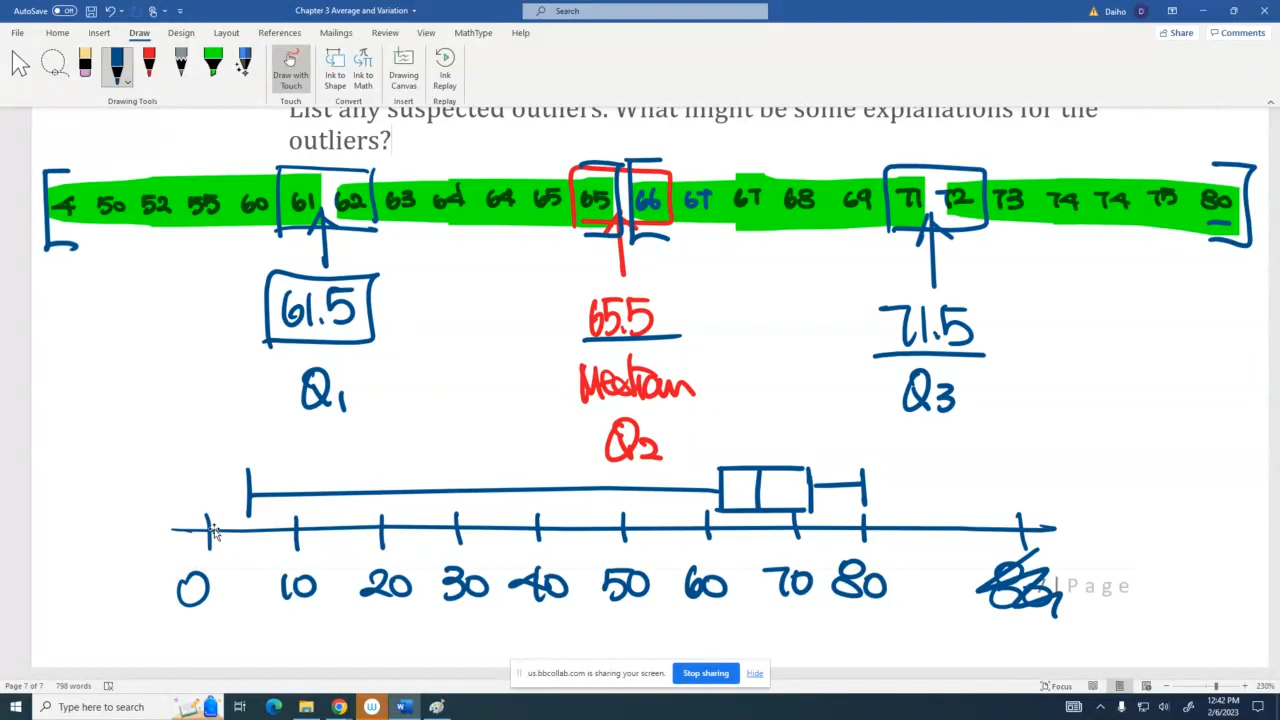 AutoSave Off Chapter 3 Average and Variation Search Daiho D
File Home Insert Draw Design Layout References Mailings Review View MathType Help Share Comments
Draw with Touch Ink to Shape Ink to Math Drawing Canvas Ink Replay
Drawing Tools Touch Convert Insert Replay
List any suspected outliers. What might be some explanations for the
outliers?
4 50 52 55 60 61 62 63 64 64 65 65 66 67 67 68 69 71 72 73 74 74 75 80
61.5 65.5 71.5
Q1 Median Q3
Q2
0 10 20 30 40 50 60 70 80
| Page
us.bbcollab.com is sharing your screen. Stop sharing Hide
Page 7 of 7 798 words Focus 230%
Type here to search 12:42 PM
2/6/2023